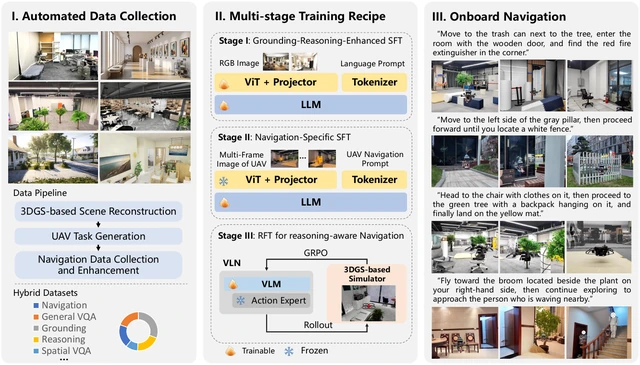 I. Automated Data Collection
Data Pipeline
3DGS-based Scene Reconstruction
UAV Task Generation
Navigation Data Collection
and Enhancement
Hybrid Datasets
Navigation
General VQA
Grounding
Reasoning
Spatial VQA
...
II. Multi-stage Training Recipe
Stage I: Grounding-Reasoning-Enhanced SFT
RGB Image
Language Prompt
ViT + Projector
Tokenizer
LLM
Stage II: Navigation-Specific SFT
Multi-Frame
Image of UAV
...
UAV Navigation
Prompt
ViT + Projector
Tokenizer
LLM
Stage III: RFT for reasoning-aware Navigation
GRPO
VLN
VLM
Action Expert
3DGS-based
Simulator
Rollout
Trainable
Frozen
III. Onboard Navigation
"Move to the trash can next to the tree, enter
the room with the wooden door, and find the red fire
extinguisher in the corner."
"Move to the left side of the gray pillar, then proceed
forward until you locate a white fence."
"Head to the chair with clothes on it, then proceed to
the green tree with a backpack hanging on it, and
finally land on the yellow mat."
"Fly toward the broom located beside the plant on
your right-hand side, then continue exploring to
approach the person who is waving nearby."